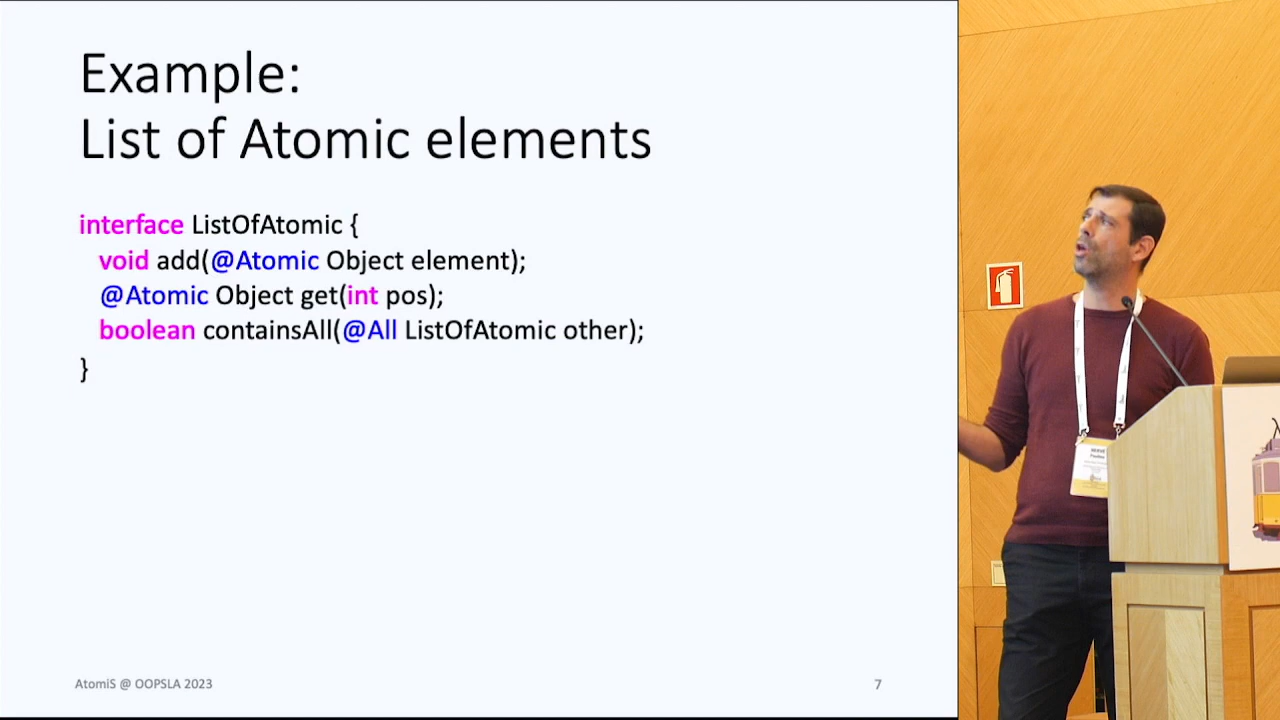 Example:
List of Atomic elements
interface ListOfAtomic {
void add(@Atomic Object element);
@Atomic Object get(int pos);
boolean containsAll(@All ListOfAtomic other);
}
AtomiS @ OOPSLA 2023
7
HERVÉ